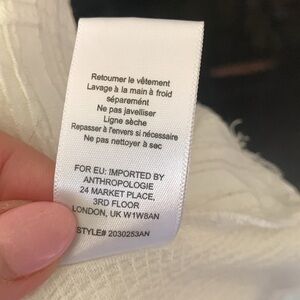 Retourner le vêtement
Lavage à la main à froid
séparément
Ne pas javelliser
Ligne sèche
Repasser à l'envers si nécessaire
Ne pas nettoyer à sec
FOR EU: IMPORTED BY
ANTHROPOLOGIE
24 MARKET PLACE,
3RD FLOOR
LONDON, UK W1W8AN
STYLE# 2030253AN